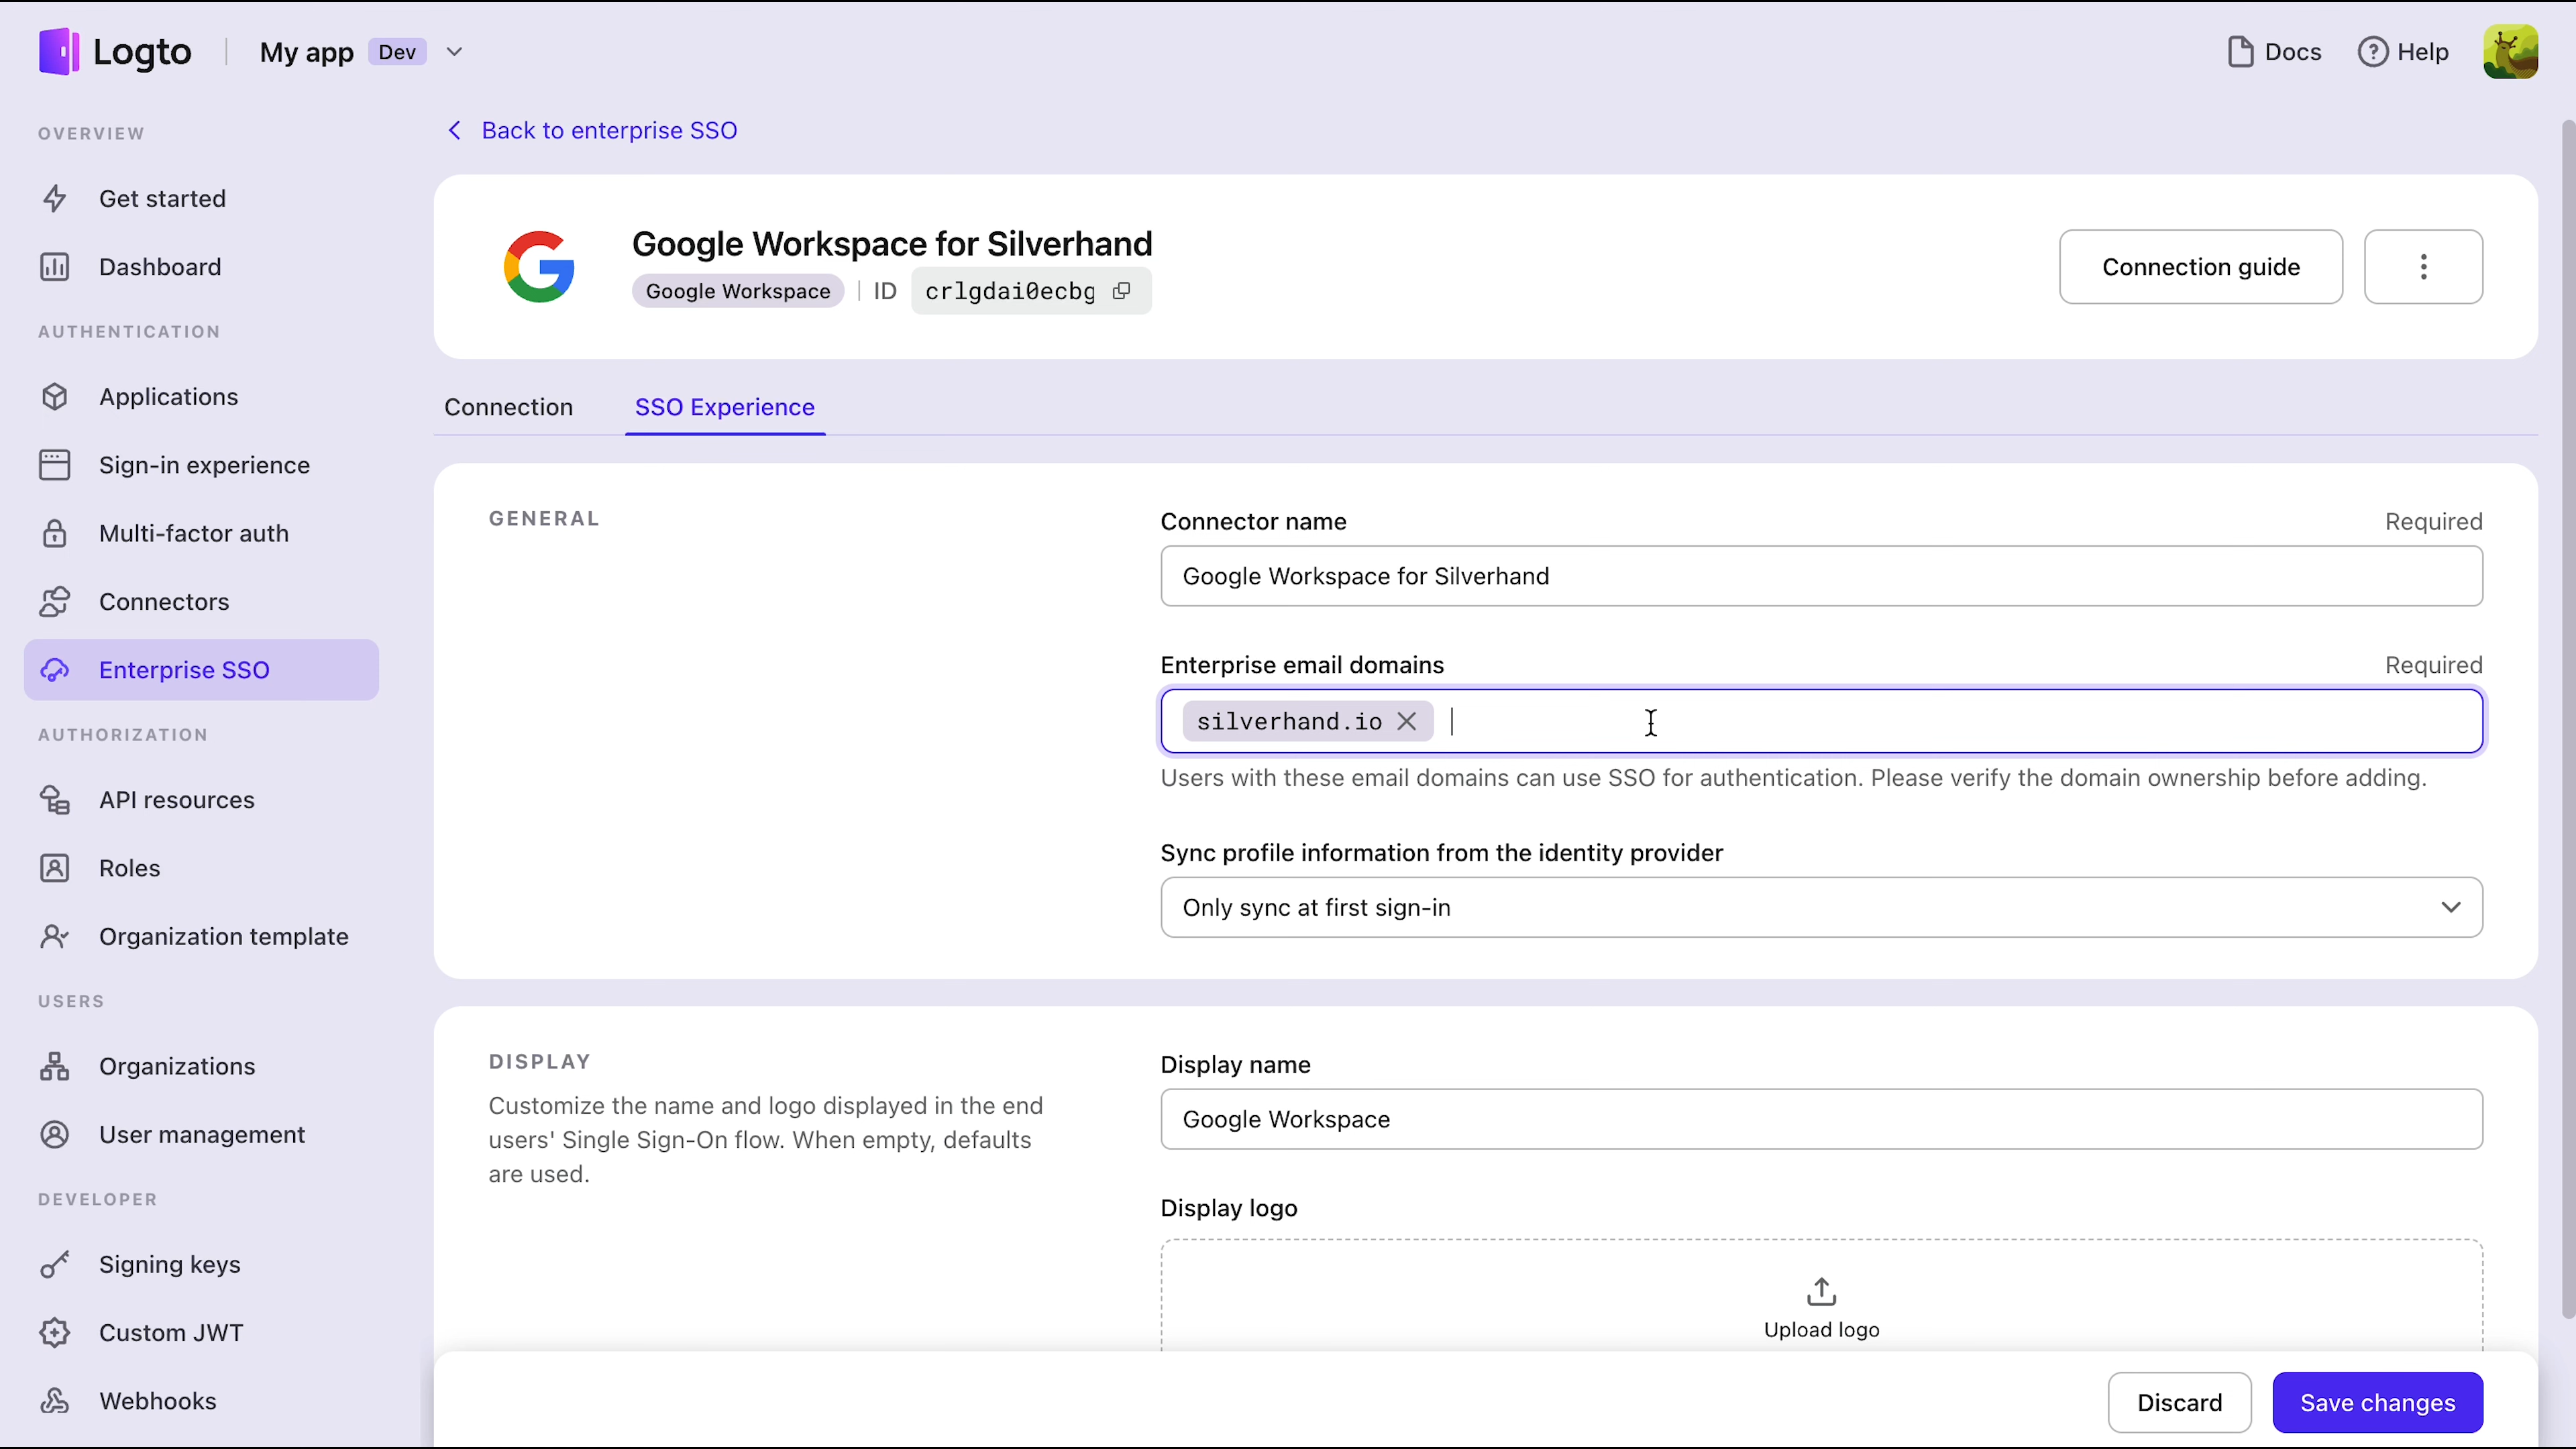 Logto
My app Dev
Docs
Help
OVERVIEW
Get started
Dashboard
AUTHENTICATION
Applications
Sign-in experience
Multi-factor auth
Connectors
Enterprise SSO
AUTHORIZATION
API resources
Roles
Organization template
USERS
Organizations
User management
DEVELOPER
Signing keys
Custom JWT
Webhooks
Back to enterprise SSO
Google Workspace for Silverhand
Google Workspace ID crlgdai0ecbg
Connection guide
Connection SSO Experience
GENERAL
Connector name Required
Google Workspace for Silverhand
Enterprise email domains Required
silverhand.io
Users with these email domains can use SSO for authentication. Please verify the domain ownership before adding.
Sync profile information from the identity provider
Only sync at first sign-in
DISPLAY
Customize the name and logo displayed in the end
users' Single Sign-On flow. When empty, defaults
are used.
Display name
Google Workspace
Display logo
Upload logo
Discard Save changes